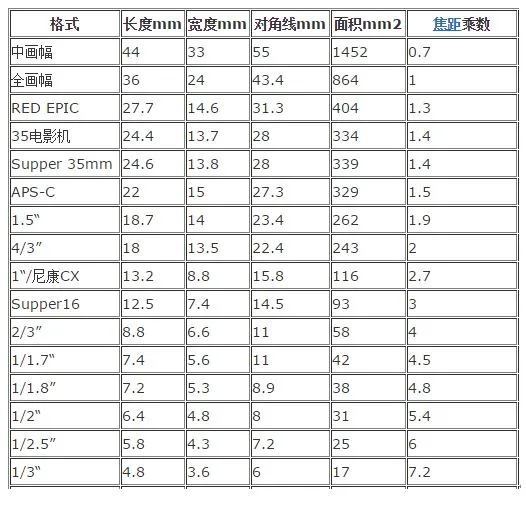 格式 长度mm 宽度mm 对角线mm 面积mm2 焦距乘数
中画幅 44 33 55 1452 0.7
全画幅 36 24 43.4 864 1
RED EPIC 27.7 14.6 31.3 404 1.3
35电影机 24.4 13.7 28 334 1.4
Supper 35mm 24.6 13.8 28 339 1.4
APS-C 22 15 27.3 329 1.5
1.5“ 18.7 14 23.4 262 1.9
4/3” 18 13.5 22.4 243 2
1“/尼康CX 13.2 8.8 15.8 116 2.7
Supper16 12.5 7.4 14.5 93 3
2/3” 8.8 6.6 11 58 4
1/1.7“ 7.4 5.6 11 42 4.5
1/1.8” 7.2 5.3 8.9 38 4.8
1/2“ 6.4 4.8 8 31 5.4
1/2.5” 5.8 4.3 7.2 25 6
1/3“ 4.8 3.6 6 17 7.2